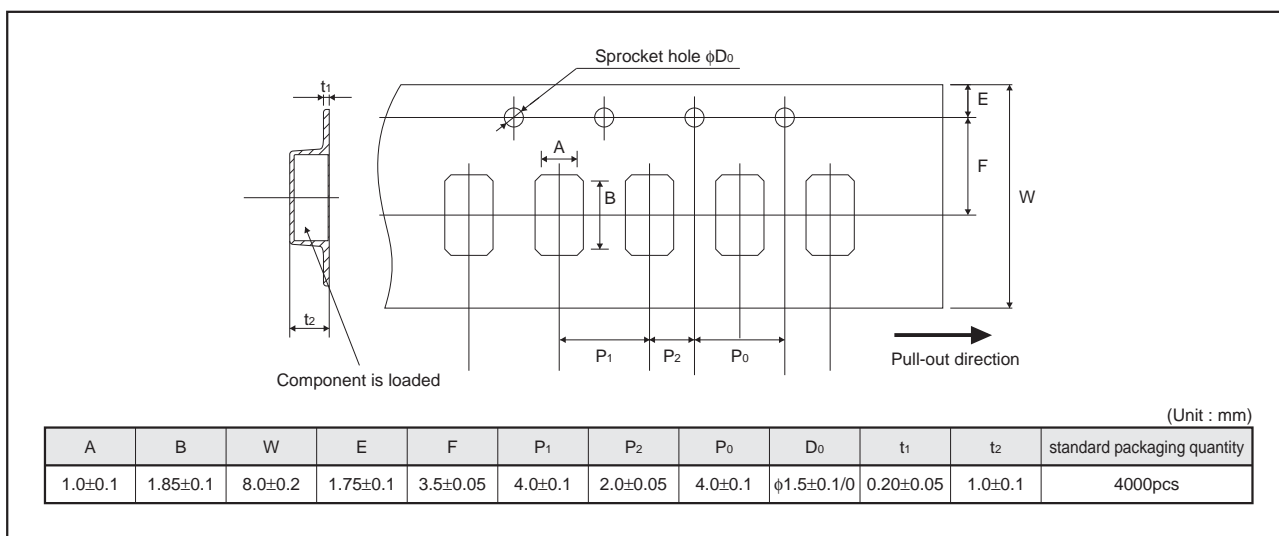 Sprocket hole ϕD0
t1
E
A
F
B
W
t2
P1
P2
P0
Pull-out direction
Component is loaded
(Unit : mm)
A B W E F P1 P2 P0 D0 t1 t2 standard packaging quantity
1.0±0.1 1.85±0.1 8.0±0.2 1.75±0.1 3.5±0.05 4.0±0.1 2.0±0.05 4.0±0.1 ϕ1.5±0.1/0 0.20±0.05 1.0±0.1 4000pcs